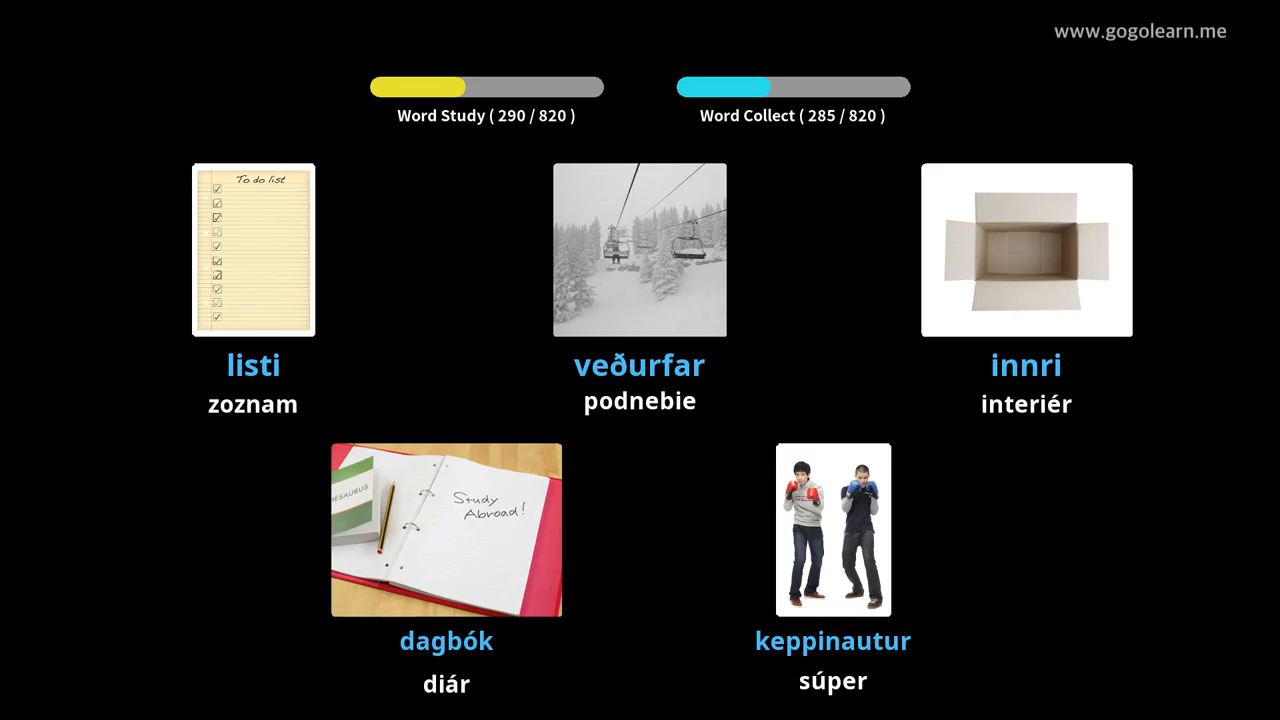 www.gogolearn.me
Word Study ( 290 / 820 )
Word Collect ( 285 / 820 )
To do list
listi
veðurfar
innri
zoznam
podnebie
interiér
HESAURUS
Study
Abroad!
dagbók
keppinautur
diár
súper